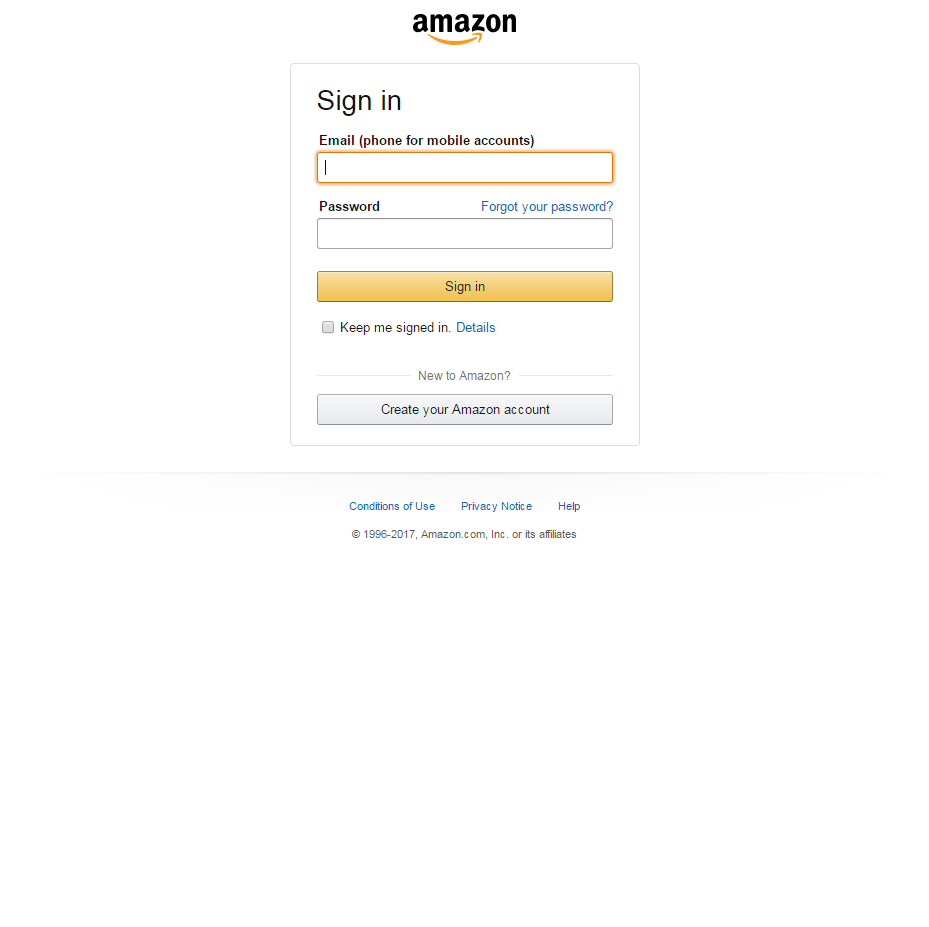 amazon
Sign in
Email (phone for mobile accounts)
Password Forgot your password?
Sign in
Keep me signed in. Details
New to Amazon?
Create your Amazon account
Conditions of Use Privacy Notice Help
© 1996-2017, Amazon.com, Inc. or its affiliates